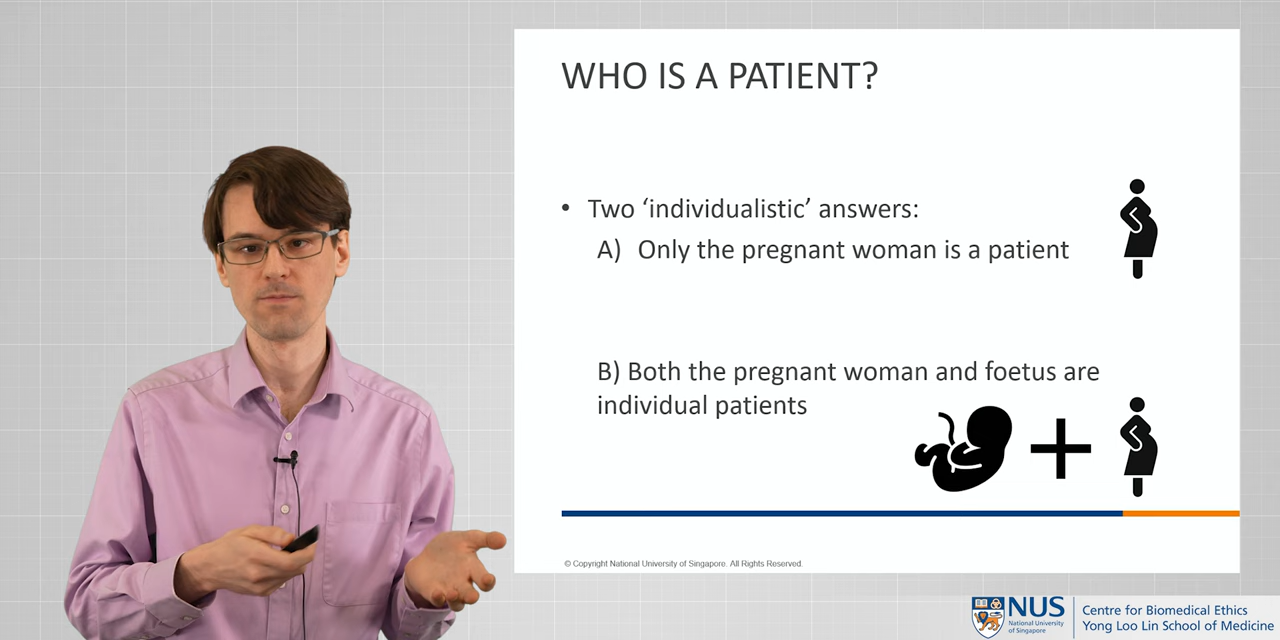 WHO IS A PATIENT?
• Two ‘individualistic’ answers:
A) Only the pregnant woman is a patient
B) Both the pregnant woman and foetus are
individual patients
© Copyright National University of Singapore. All Rights Reserved.
NUS
National University
of Singapore
Centre for Biomedical Ethics
Yong Loo Lin School of Medicine